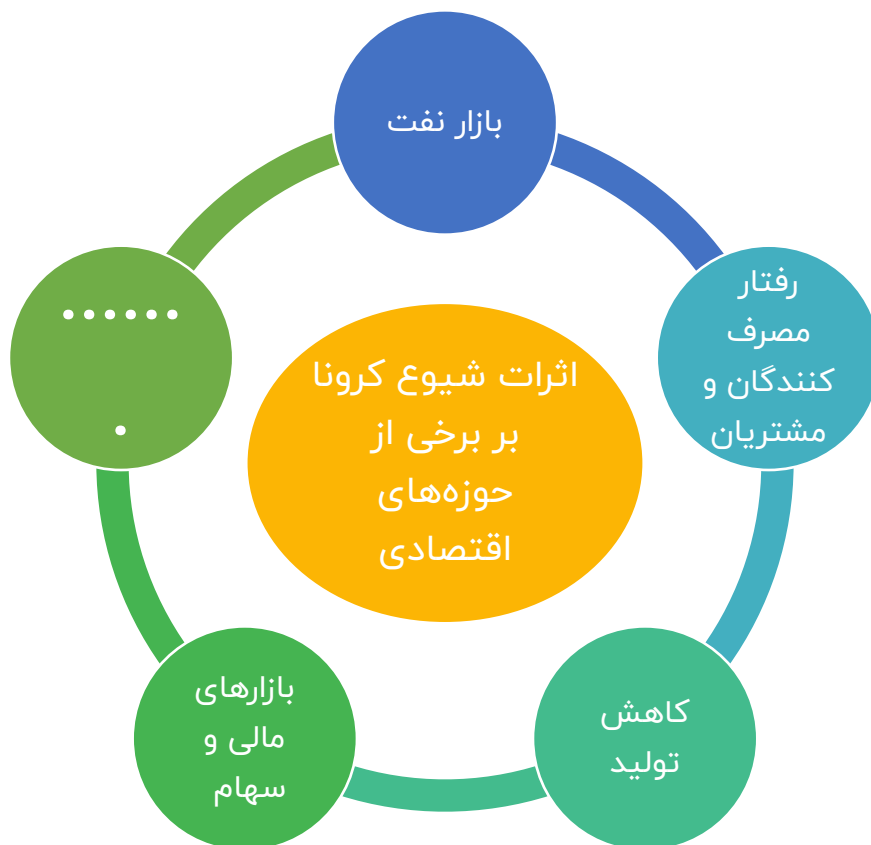 بازار نفت
رفتار
مصرف
کنندگان و
مشتریان
اثرات شیوع کرونا
بر برخی از
حوزه‌های
اقتصادی
کاهش
تولید
بازارهای
مالی و
سهام
......
.